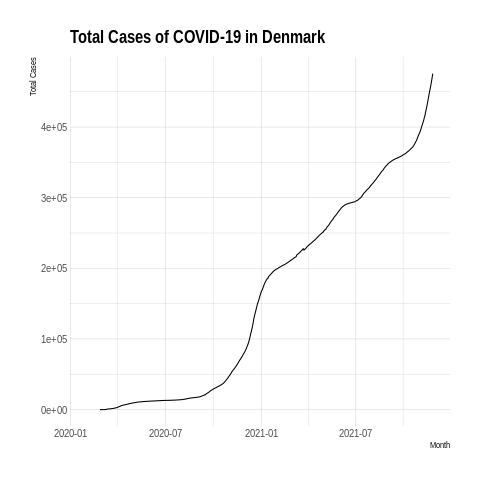 Total Cases of COVID-19 in Denmark
Total Cases
4e+05
3e+05
2e+05
1e+05
0e+00
2020-01 2020-07 2021-01 2021-07
Month